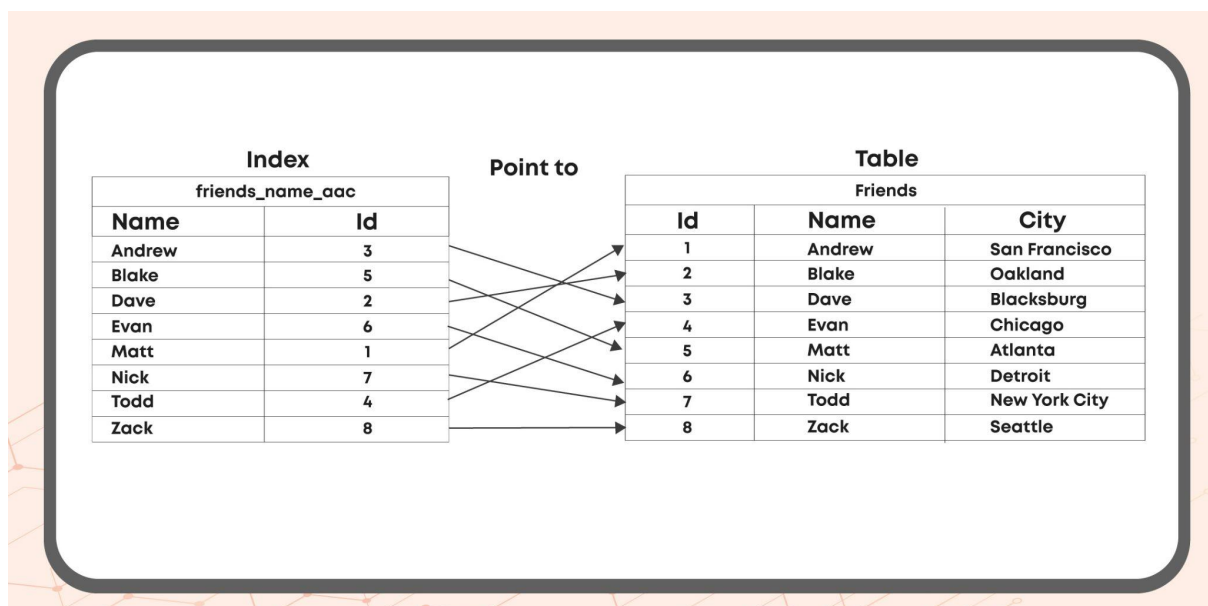 Index Point to Table
friends_name_aac Friends
Name Id Id Name City
Andrew 3 1 Andrew San Francisco
Blake 5 2 Blake Oakland
Dave 2 3 Dave Blacksburg
Evan 6 4 Evan Chicago
Matt 1 5 Matt Atlanta
Nick 7 6 Nick Detroit
Todd 4 7 Todd New York City
Zack 8 8 Zack Seattle